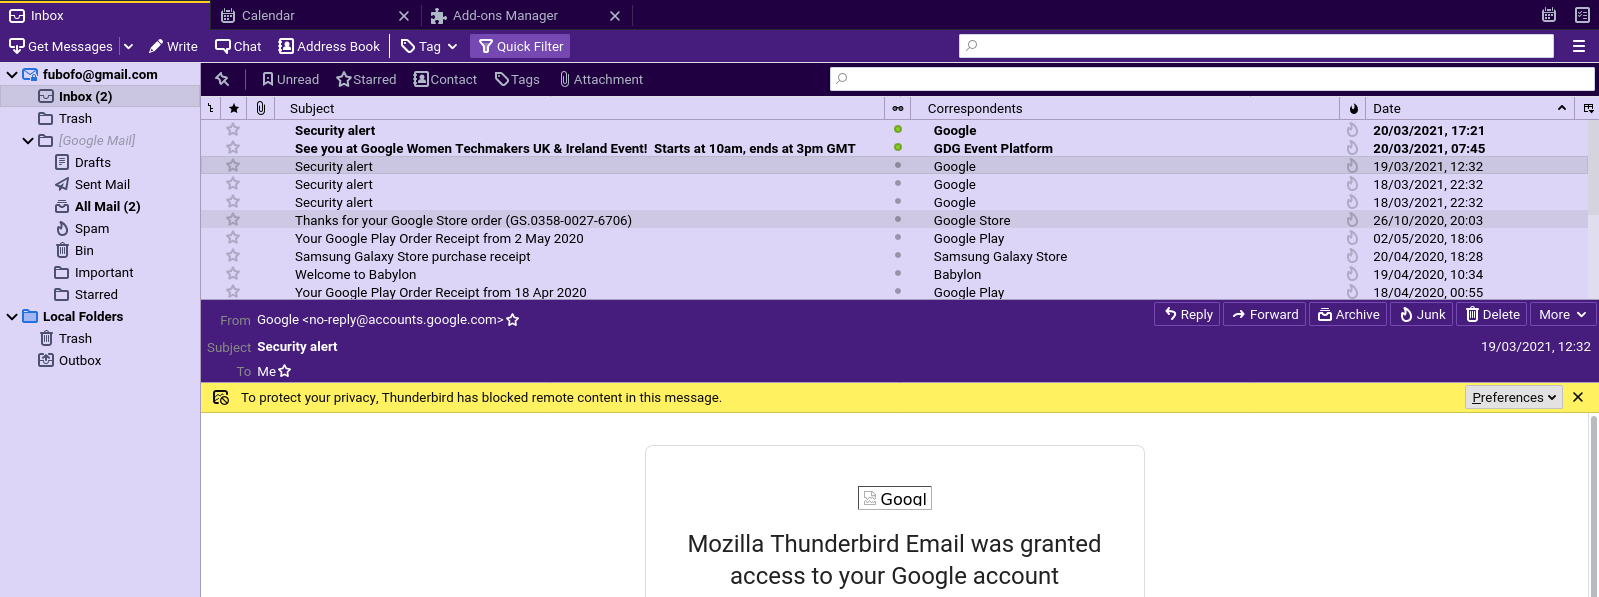 Inbox Calendar Add-ons Manager
Get Messages Write Chat Address Book Tag Quick Filter
fubofo@gmail.com
Inbox (2)
Trash
[Google Mail]
Drafts
Sent Mail
All Mail (2)
Spam
Bin
Important
Starred
Local Folders
Trash
Outbox
Unread Starred Contact Tags Attachment
Subject Correspondents Date
Security alert Google 20/03/2021, 17:21
See you at Google Women Techmakers UK & Ireland Event! Starts at 10am, ends at 3pm GMT GDG Event Platform 20/03/2021, 07:45
Security alert Google 19/03/2021, 12:32
Security alert Google 18/03/2021, 22:32
Security alert Google 18/03/2021, 22:32
Thanks for your Google Store order (GS.0358-0027-6706) Google Store 26/10/2020, 20:03
Your Google Play Order Receipt from 2 May 2020 Google Play 02/05/2020, 18:06
Samsung Galaxy Store purchase receipt Samsung Galaxy Store 20/04/2020, 18:28
Welcome to Babylon Babylon 19/04/2020, 10:34
Your Google Play Order Receipt from 18 Apr 2020 Google Play 18/04/2020, 00:55
From Google <no-reply@accounts.google.com> Reply Forward Archive Junk Delete More
Subject Security alert 19/03/2021, 12:32
To Me
To protect your privacy, Thunderbird has blocked remote content in this message. Preferences
Googl
Mozilla Thunderbird Email was granted
access to your Google account